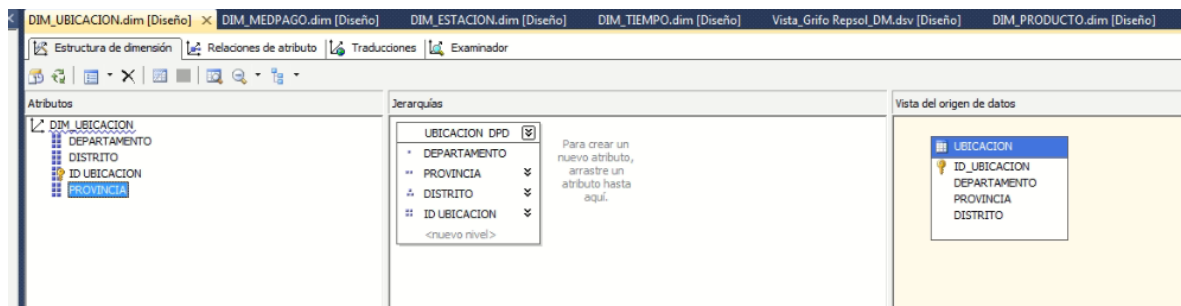 DIM_UBICACION.dim [Diseño] DIM_MEDPAGO.dim [Diseño] DIM_ESTACION.dim [Diseño] DIM_TIEMPO.dim [Diseño] Vista_Grifo Repsol_DM.dsv [Diseño] DIM_PRODUCTO.dim [Diseño]
Estructura de dimensión Relaciones de atributo Traducciones Examinador
Atributos
DIM_UBICACION
DEPARTAMENTO
DISTRITO
ID UBICACION
PROVINCIA
Jerarquías
UBICACION DPD
DEPARTAMENTO
PROVINCIA
DISTRITO
ID UBICACION
<nuevo nivel>
Para crear un
nuevo atributo,
arrastre un
atributo hasta
aquí.
Vista del origen de datos
UBICACION
ID_UBICACION
DEPARTAMENTO
PROVINCIA
DISTRITO